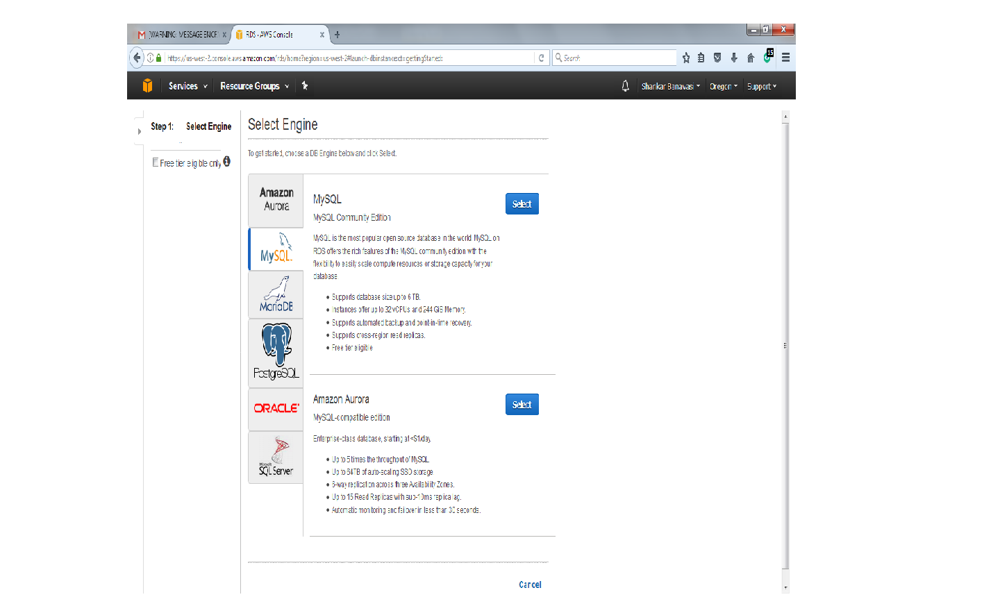 [WARNING: MESSAGE ENCR
RDS · AWS Console
https://us-west-2.console.aws.amazon.com/rds/home?region=us-west-2#launch-dbinstance:ct=gettingStarted:
Search
15
Services
Resource Groups
Shankar Banavasi
Oregon
Support
Step 1: Select Engine
Free tier eligible only
Select Engine
To get started, choose a DB Engine below and click Select.
Amazon
Aurora
MySQL
MariaDB
PostgreSQL
ORACLE
Microsoft
SQL Server
MySQL
Select
MySQL Community Edition
MySQL is the most popular open source database in the world. MySQL on
RDS offers the rich features of the MySQL community edition with the
flexibility to easily scale compute resources or storage capacity for your
database.
• Supports database size up to 6 TB.
• Instances offer up to 32 vCPUs and 244 GiB Memory.
• Supports automated backup and point-in-time recovery.
• Supports cross-region read replicas.
• Free tier eligible
Amazon Aurora
Select
MySQL-compatible edition
Enterprise-class database, starting at <$1/day.
• Up to 5 times the throughput of MySQL.
• Up to 64TB of auto-scaling SSD storage
• 6-way replication across three Availability Zones.
• Up to 15 Read Replicas with sub-10ms replica lag.
• Automatic monitoring and failover in less than 30 seconds.
Cancel